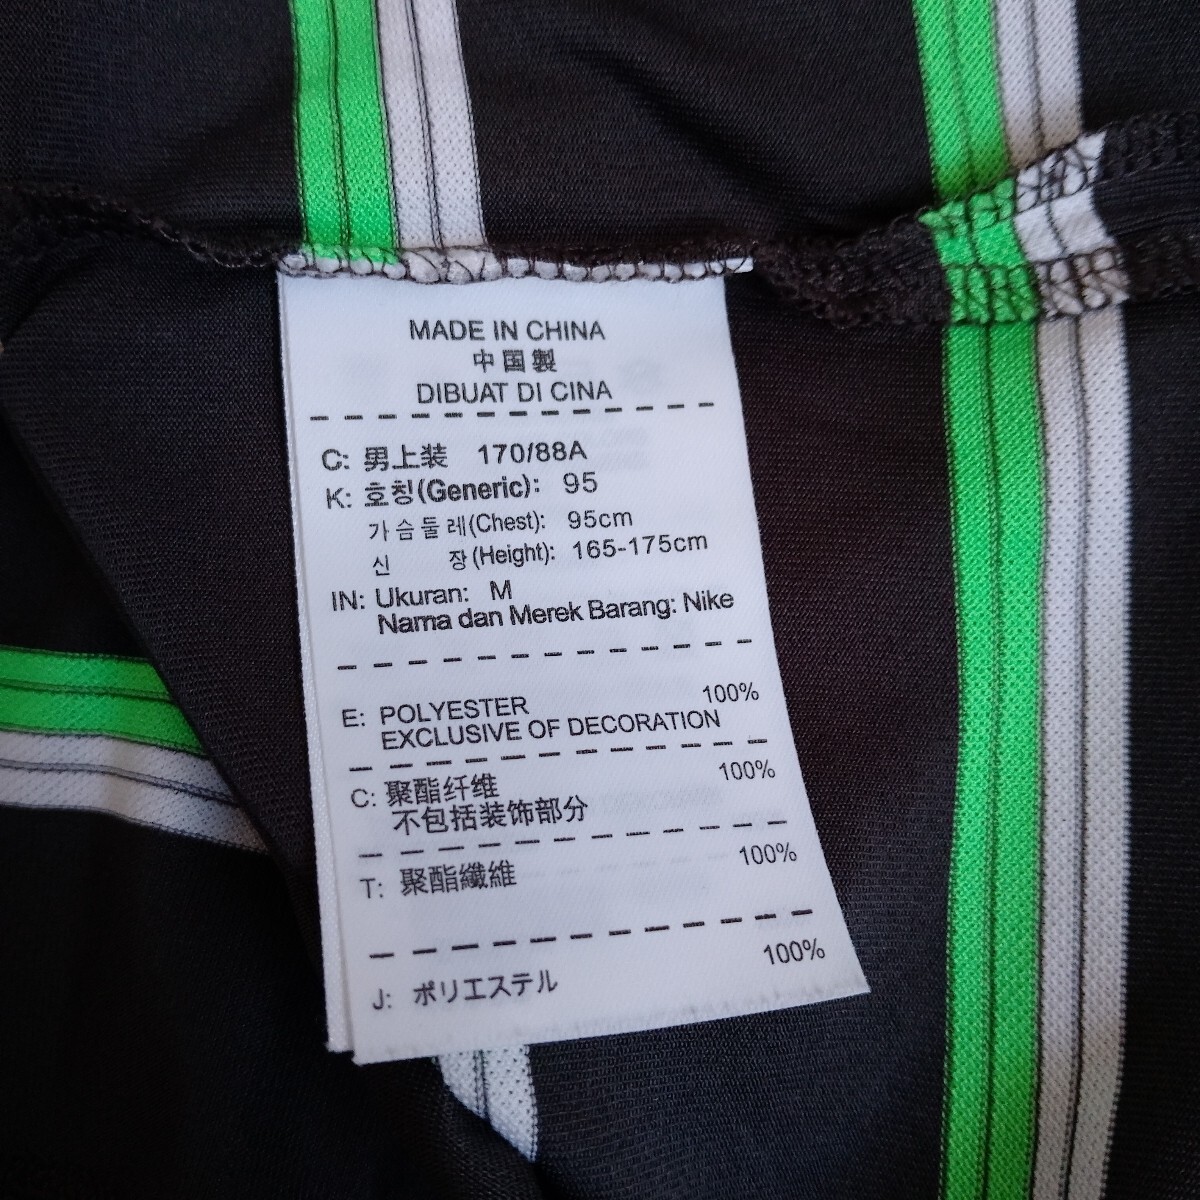 MADE IN CHINA
中国製
DIBUAT DI CINA
C: 男上装 170/88A
K: 호칭(Generic): 95
가슴둘레(Chest): 95cm
신 장(Height): 165-175cm
IN: Ukuran: M
Nama dan Merek Barang: Nike
E: POLYESTER 100%
EXCLUSIVE OF DECORATION
C: 聚酯纤维 100%
不包括装饰部分
T: 聚酯纖維 100%
J: ポリエステル 100%